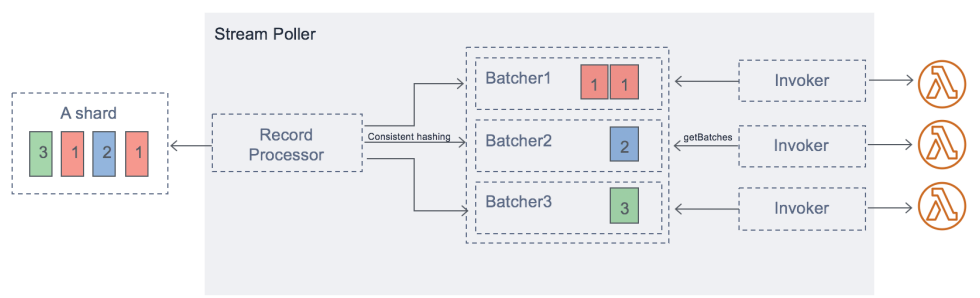 Stream Poller
A shard
3 1 2 1
Record
Processor
Consistent hashing
Batcher1
1 1
Batcher2
2
Batcher3
3
getBatches
Invoker
Invoker
Invoker